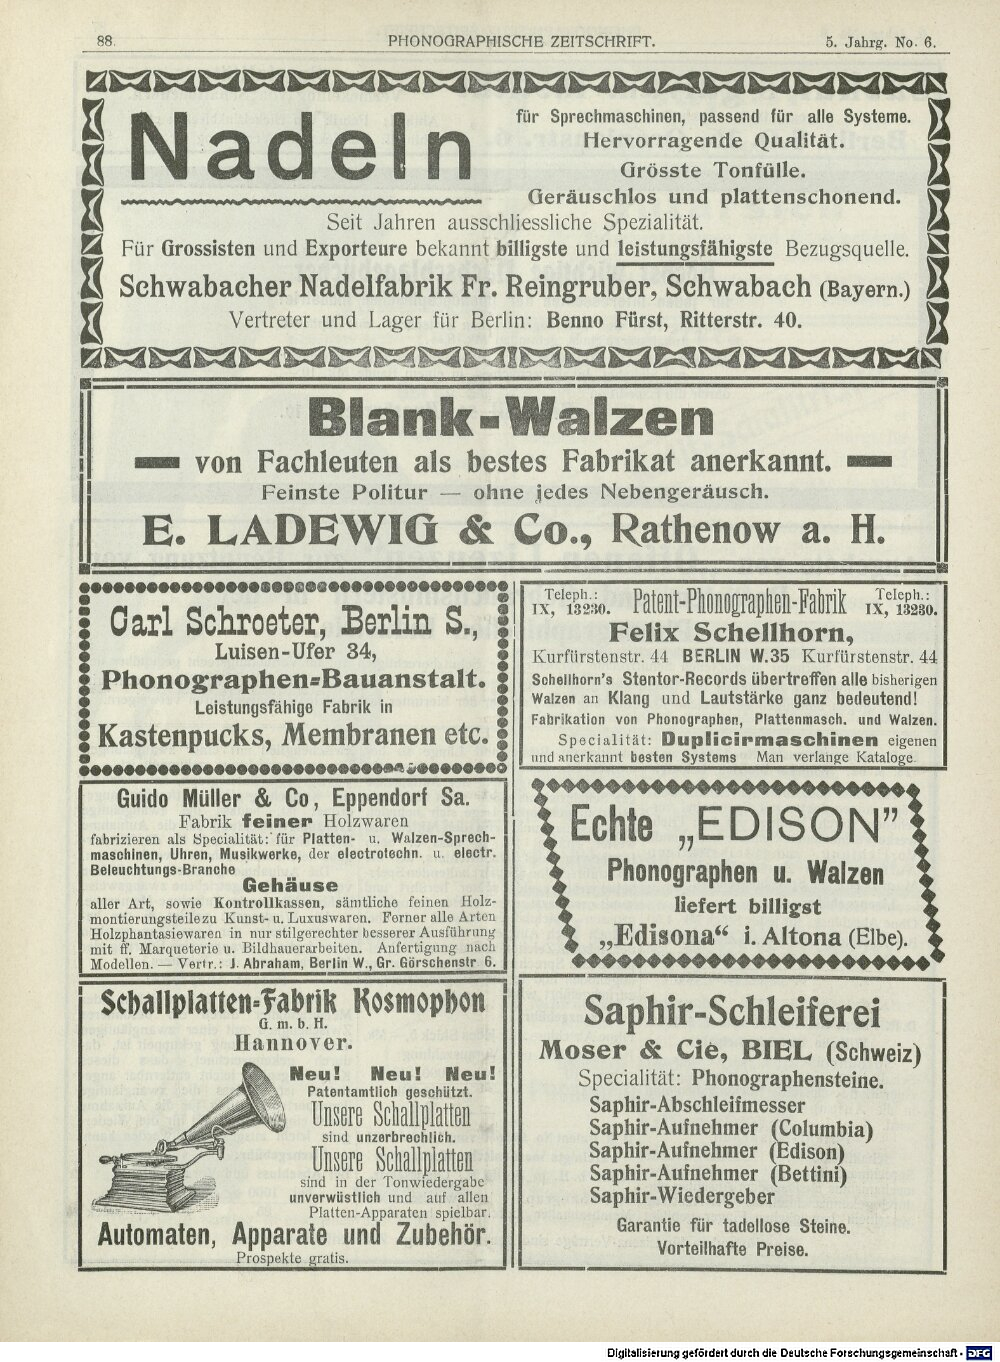 88.
PHONOGRAPHISCHE ZEITSCHRIFT.
5. Jahrg. No. 6.
Nadeln
für Sprechmaschinen, passend für alle Systeme.
Hervorragende Qualität.
Grösste Tonfülle.
Geräuschlos und plattenschonend.
Seit Jahren ausschliessliche Spezialität.
Für Grossisten und Exporteure bekannt billigste und leistungsfähigste Bezugsquelle.
Schwabacher Nadelfabrik Fr. Reingruber, Schwabach (Bayern.)
Vertreter und Lager für Berlin: Benno Fürst, Ritterstr. 40.
Blank-Walzen
von Fachleuten als bestes Fabrikat anerkannt.
Feinste Politur — ohne jedes Nebengeräusch.
E. LADEWIG & Co., Rathenow a. H.
Carl Schroeter, Berlin S.,
Luisen-Ufer 34,
Phonographen-Bauanstalt.
Leistungsfähige Fabrik in
Kastenpucks, Membranen etc.
Teleph.: IX, 13230. Patent-Phonographen-Fabrik Teleph.: IX, 13230.
Felix Schellhorn,
Kurfürstenstr. 44 BERLIN W.35 Kurfürstenstr. 44
Schellhorn's Stentor-Records übertreffen alle bisherigen
Walzen an Klang und Lautstärke ganz bedeutend!
Fabrikation von Phonographen, Plattenmasch. und Walzen.
Specialität: Duplicirmaschinen eigenen
und anerkannt besten Systems Man verlange Kataloge.
Guido Müller & Co, Eppendorf Sa.
Fabrik feiner Holzwaren
fabrizieren als Specialität: für Platten- u. Walzen-Sprech-
maschinen, Uhren, Musikwerke, der electrotechn. u. electr.
Beleuchtungs-Branche
Gehäuse
aller Art, sowie Kontrollkassen, sämtliche feinen Holz-
montierungsteile zu Kunst- u. Luxuswaren. Ferner alle Arten
Holzphantasiewaren in nur stilgerechter besserer Ausführung
mit ff. Marqueterie u. Bildhauerarbeiten. Anfertigung nach
Modellen. — Vertr.: J. Abraham, Berlin W., Gr. Görschenstr 6.
Echte „EDISON”
Phonographen u. Walzen
liefert billigst
„Edisona“ i. Altona (Elbe).
Schallplatten-Fabrik Kosmophon
G. m. b. H.
Hannover.
Neu! Neu! Neu!
Patentamtlich geschützt.
Unsere Schallplatten
sind unzerbrechlich.
Unsere Schallplatten
sind in der Tonwiedergabe
unverwüstlich und auf allen
Platten-Apparaten spielbar.
Automaten, Apparate und Zubehör.
Prospekte gratis.
Saphir-Schleiferei
Moser & Cie, BIEL (Schweiz)
Specialität: Phonographensteine.
Saphir-Abschleifmesser
Saphir-Aufnehmer (Columbia)
Saphir-Aufnehmer (Edison)
Saphir-Aufnehmer (Bettini)
Saphir-Wiedergeber
Garantie für tadellose Steine.
Vorteilhafte Preise.
Digitalisierung gefördert durch die Deutsche Forschungsgemeinschaft - DFG